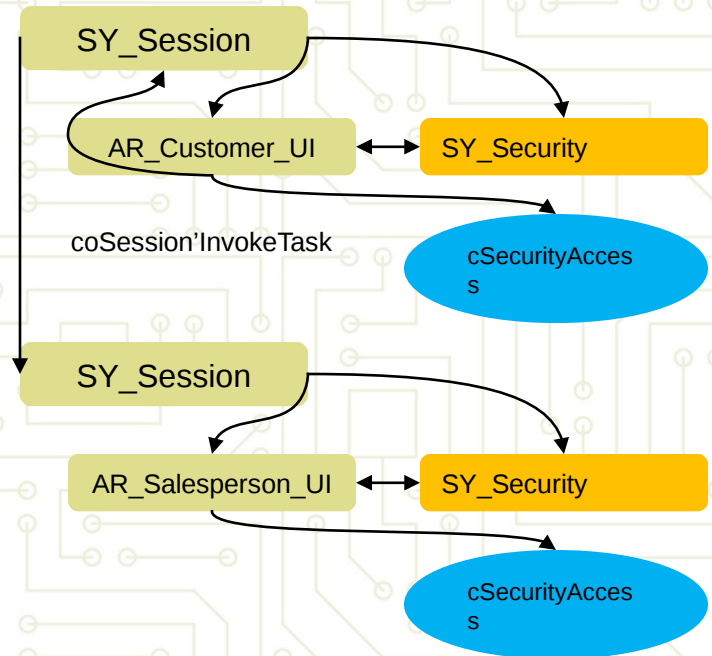 SY_Session
AR_Customer_UI
SY_Security
coSession’InvokeTask
cSecurityAcces
s
SY_Session
AR_Salesperson_UI
SY_Security
cSecurityAcces
s